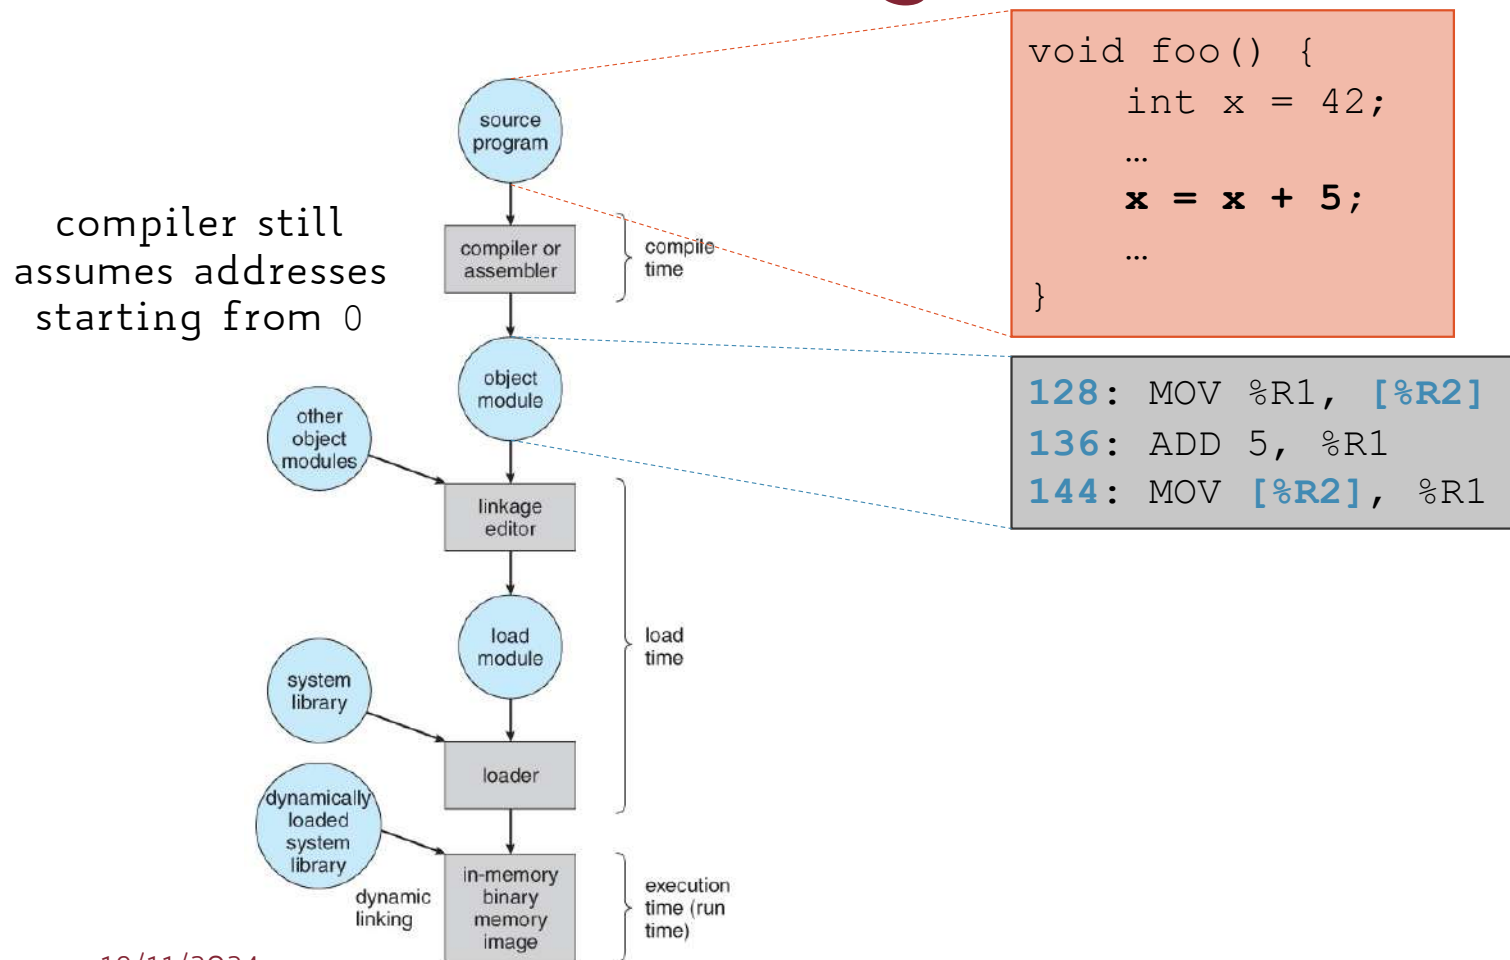 void foo() {
int x = 42;
…
x = x + 5;
…
}
compiler still
assumes addresses
starting from 0
source
program
compiler or
assembler
compile
time
object
module
128: MOV %R1, [%R2]
136: ADD 5, %R1
144: MOV [%R2], %R1
other
object
modules
linkage
editor
load
module
load
time
system
library
loader
dynamically
loaded
system
library
dynamic
linking
in-memory
binary
memory
image
execution
time (run
time)